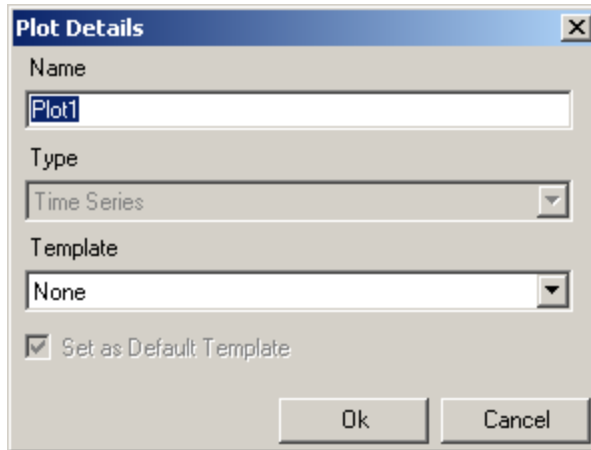 Plot Details
Name
Plot1
Type
Time Series
Template
None
Set as Default Template
Ok
Cancel